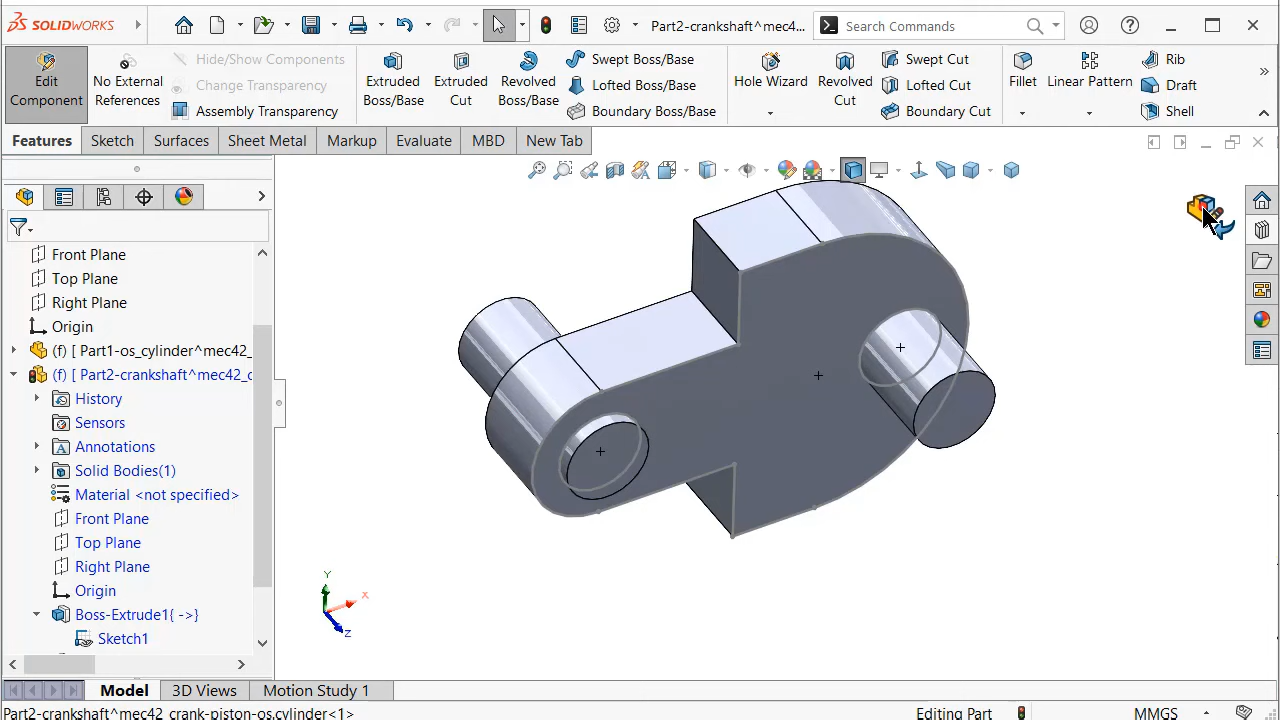 SOLIDWORKS
Part2-crankshaft^mec4...
Search Commands
Edit Component
No External References
Hide/Show Components
Change Transparency
Assembly Transparency
Extruded Boss/Base
Extruded Cut
Revolved Boss/Base
Swept Boss/Base
Lofted Boss/Base
Boundary Boss/Base
Hole Wizard
Revolved Cut
Swept Cut
Lofted Cut
Boundary Cut
Fillet
Linear Pattern
Rib
Draft
Shell
Features Sketch Surfaces Sheet Metal Markup Evaluate MBD New Tab
Front Plane
Top Plane
Right Plane
Origin
(f) [ Part1-os_cylinder^mec42_
(f) [ Part2-crankshaft^mec42_c
History
Sensors
Annotations
Solid Bodies(1)
Material <not specified>
Front Plane
Top Plane
Right Plane
Origin
Boss-Extrude1{ ->}
Sketch1
Y
X
Z
Model 3D Views Motion Study 1
Part2-crankshaft^mec42_crank-piston-os.cylinder<1>
Editing Part
MMGS